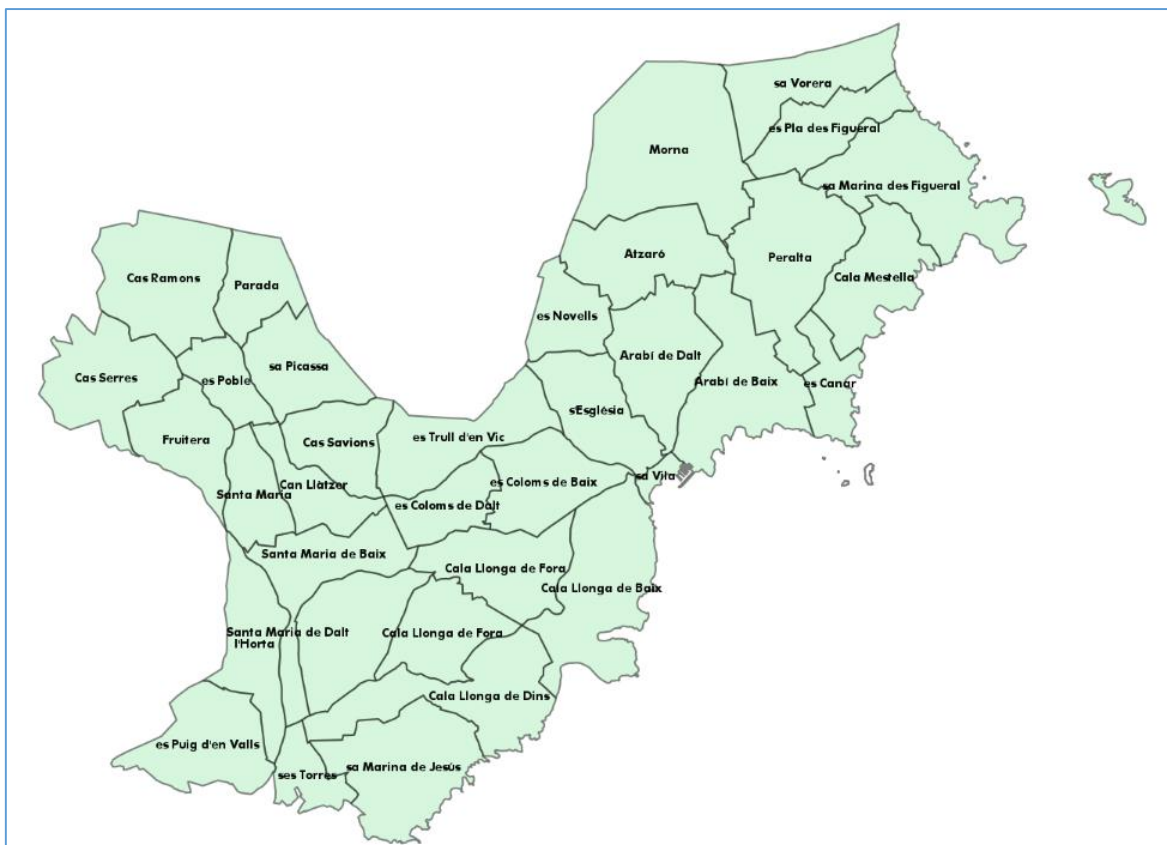 sa Vorera
es Pla des Figueral
Morna
sa Marina des Figueral
Atzaró
Peralta
Cas Ramons
Cala Mestella
Parada
es Novells
Arabí de Dalt
sa Picassa
Cas Serres
es Poble
Arabí de Baix
es Canar
s'Església
es Trull d'en Vic
Fruitera
Cas Savions
sa Vila
es Coloms de Baix
Can Llàtzer
Santa Maria
es Coloms de Dalt
Santa Maria de Baix
Cala Llonga de Fora
Cala Llonga de Baix
Santa Maria de Dalt
Cala Llonga de Fora
l'Horta
Cala Llonga de Dins
es Puig d'en Valls
sa Marina de Jesús
ses Torres